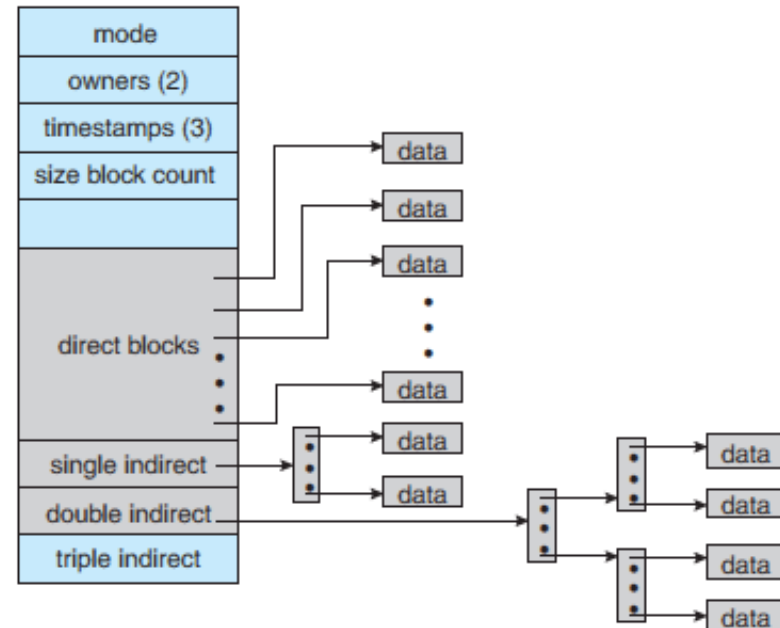 mode
owners (2)
timestamps (3)
size block count
direct blocks
single indirect
double indirect
triple indirect
data
data
data
data
data
data
data
data
data
data